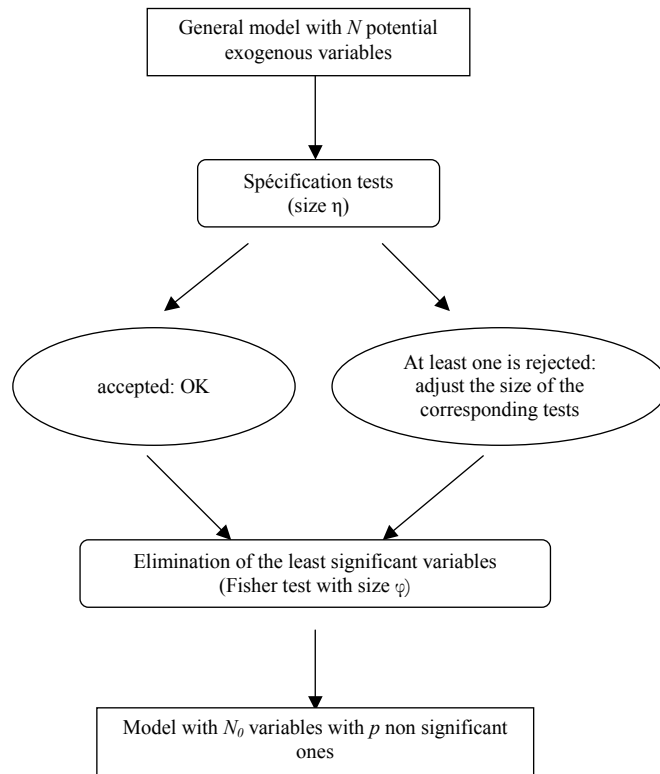 General model with N potential
exogenous variables
Spécification tests
(size η)
accepted: OK
At least one is rejected:
adjust the size of the
corresponding tests
Elimination of the least significant variables
(Fisher test with size φ)
Model with N₀ variables with p non significant
ones